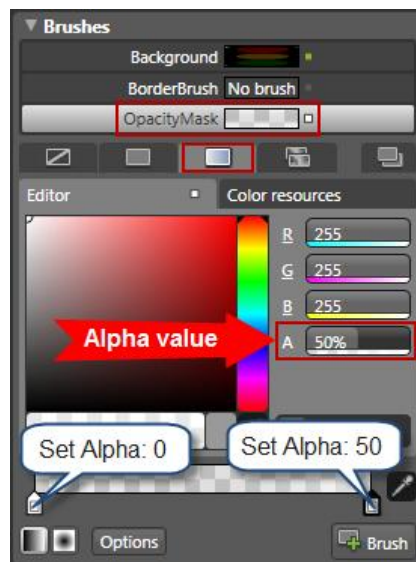 Brushes
Background
BorderBrush No brush
OpacityMask
Editor Color resources
R 255
G 255
B 255
Alpha value A 50%
Set Alpha: 0 Set Alpha: 50
Options Brush